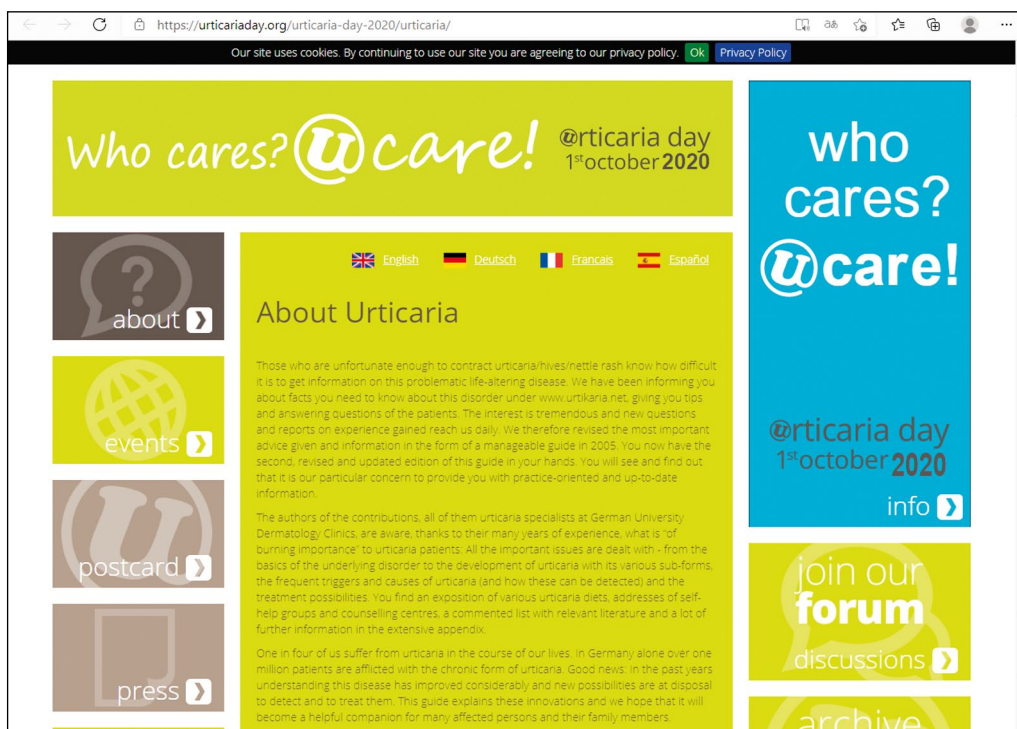 https://urticariaday.org/urticaria-day-2020/urticaria/
Our site uses cookies. By continuing to use our site you are agreeing to our privacy policy. Ok Privacy Policy
Who cares? @care!
@rticaria day
1st october 2020
who
cares?
@care!
@rticaria day
1st october 2020
info
about
events
postcard
press
English Deutsch Francais Español
About Urticaria
Those who are unfortunate enough to contract urticaria/hives/nettle rash know how difficult
it is to get information on this problematic life-altering disease. We have been informing you
about facts you need to know about this disorder under www.urtikaria.net, giving you tips
and answering questions of the patients. The interest is tremendous and new questions
and reports on experience gained reach us daily. We therefore revised the most important
advice given and information in the form of a manageable guide in 2005. You now have the
second, revised and updated edition of this guide in your hands. You will see and find out
that it is our particular concern to provide you with practice-oriented and up-to-date
information.
The authors of the contributions, all of them urticaria specialists at German University
Dermatology Clinics, are aware, thanks to their many years of experience, what is "of
burning importance" to urticaria patients: All the important issues are dealt with - from the
basics of the underlying disorder to the development of urticaria with its various sub-forms,
the frequent triggers and causes of urticaria (and how these can be detected) and the
treatment possibilities. You find an exposition of various urticaria diets, addresses of self-
help groups and counselling centres, a commented list with relevant literature and a lot of
further information in the extensive appendix.
One in four of us suffer from urticaria in the course of our lives. In Germany alone over one
million patients are afflicted with the chronic form of urticaria. Good news: In the past years
understanding this disease has improved considerably and new possibilities are at disposal
to detect and to treat them. This guide explains these innovations and we hope that it will
become a helpful companion for many affected persons and their family members.
join our
forum
discussions
archive